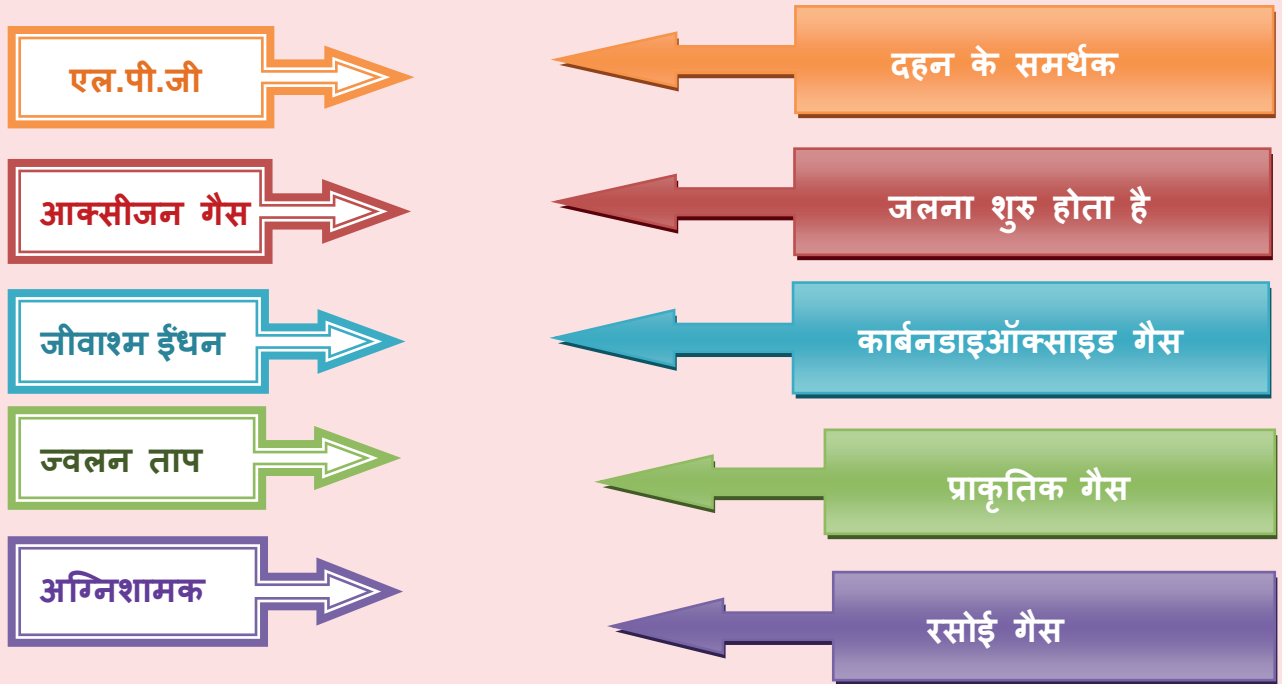 एल.पी.जी
दहन के समर्थक
आक्सीजन गैस
जलना शुरु होता है
जीवाश्म ईंधन
कार्बनडाइऑक्साइड गैस
ज्वलन ताप
प्राकृतिक गैस
अग्निशामक
रसोई गैस